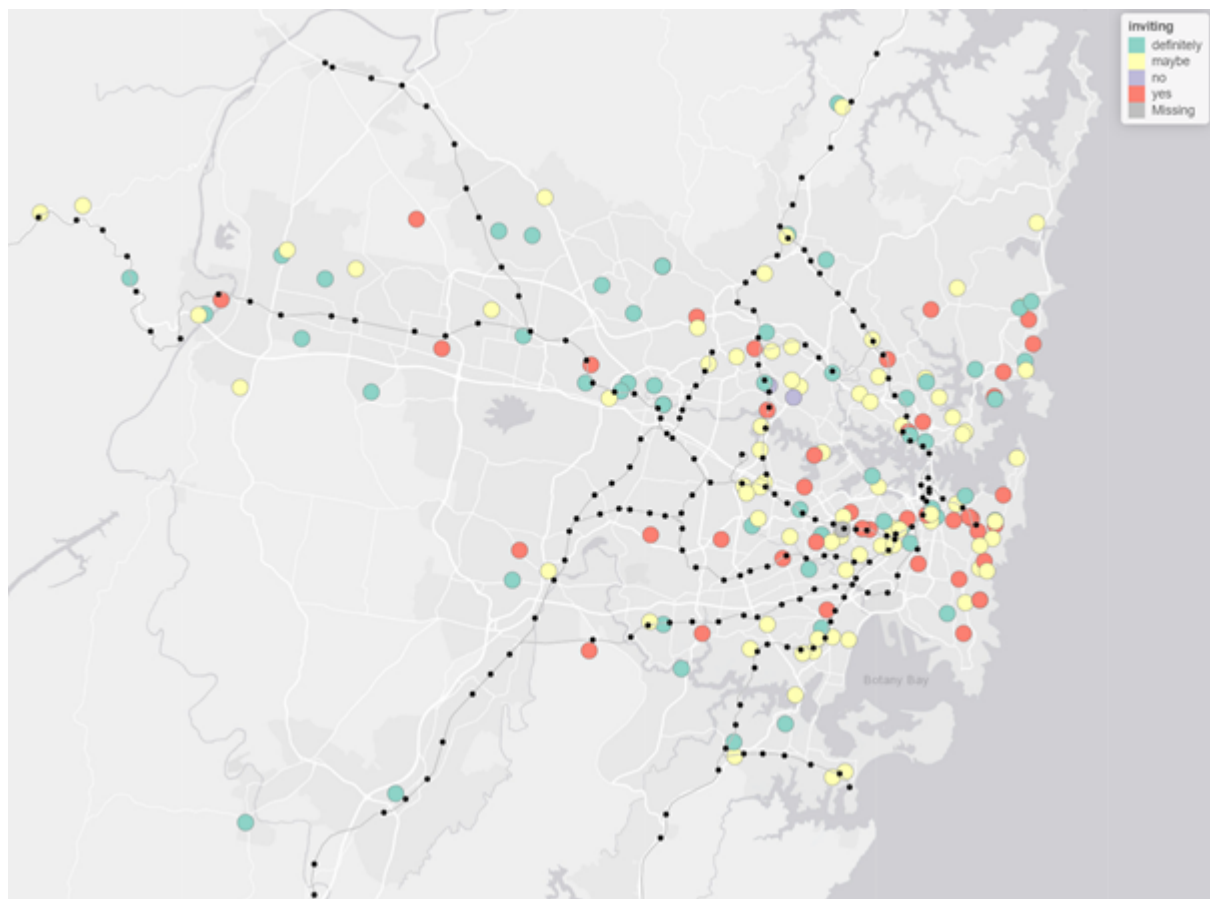 inviting
definitely
maybe
no
yes
Missing
Botany Bay